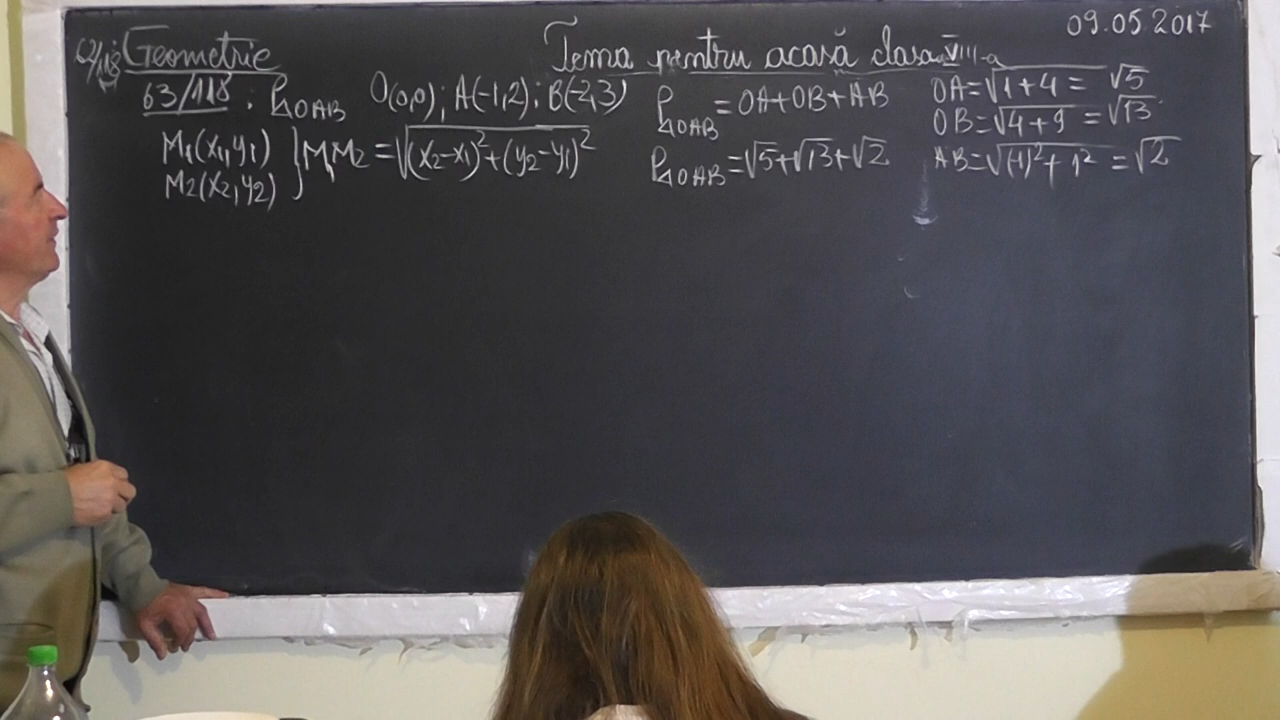 62/118 Geometrie
Tema pentru acasă clasa VIII-a
09.05.2017
63/118. P△OAB O(0,0); A(-1,2); B(-2,3)
M1(x1,y1)
M2(x2,y2)
} M1M2=√(x2-x1)²+(y2-y1)²
P△OAB=OA+OB+AB
P△OAB=√5+√13+√2
OA=√1+4 = √5
OB=√4+9 = √13
AB=√(-1)²+1² = √2